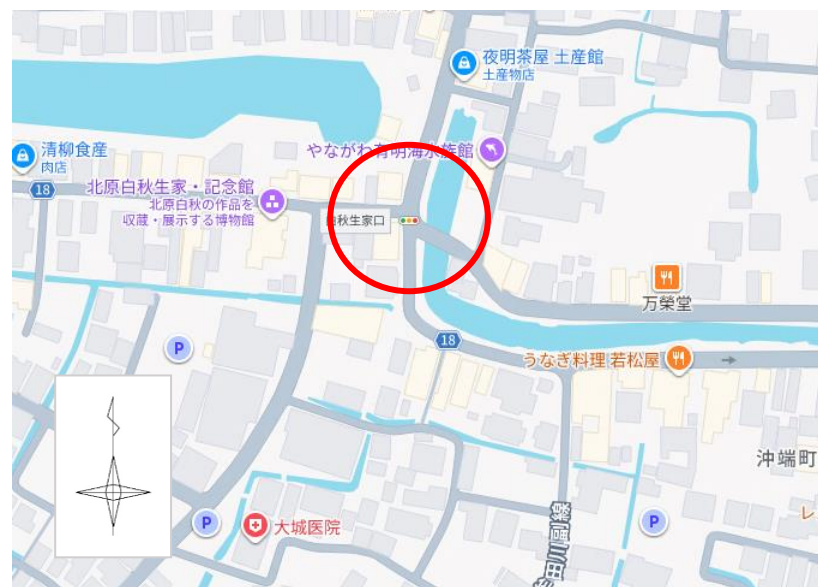 夜明茶屋 土産館
土産物店
やながわ有明海水族館
清柳食産
肉店
18
北原白秋生家・記念館
北原白秋の作品を
収蔵・展示する博物館
白秋生家口
万榮堂
P
18
うなぎ料理 若松屋
沖端町
P
大城医院
P
レ